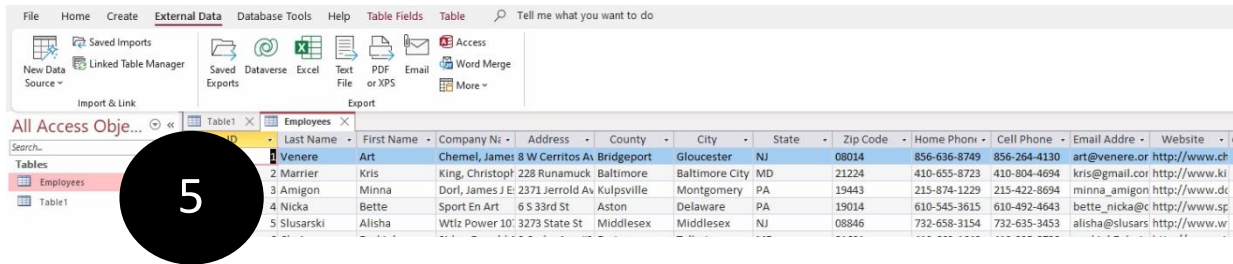 File Home Create External Data Database Tools Help Table Fields Table Tell me what you want to do
New Data Source
Saved Imports
Linked Table Manager
Import & Link
Saved Exports
Dataverse
Excel
Text File
PDF or XPS
Email
Access
Word Merge
More
Export
All Access Obje...
Search...
Tables
Employees
Table1
5
Table1 Employees
ID Last Name First Name Company Na Address County City State Zip Code Home Phone Cell Phone Email Addre Website
1 Venere Art Chemel, James 8 W Cerritos Av Bridgeport Gloucester NJ 08014 856-636-8749 856-264-4130 art@venere.or http://www.ch
2 Marrier Kris King, Christoph 228 Runamuck Baltimore Baltimore City MD 21224 410-655-8723 410-804-4694 kris@gmail.cor http://www.ki
3 Amigon Minna Dorl, James J E 2371 Jerrold Av Kulpsville Montgomery PA 19443 215-874-1229 215-422-8694 minna_amigon http://www.dc
4 Nicka Bette Sport En Art 6 S 33rd St Aston Delaware PA 19014 610-545-3615 610-492-4643 bette_nicka@c http://www.sp
5 Slusarski Alisha Wtlz Power 10 3273 State St Middlesex Middlesex NJ 08846 732-658-3154 732-635-3453 alisha@slusars http://www.w